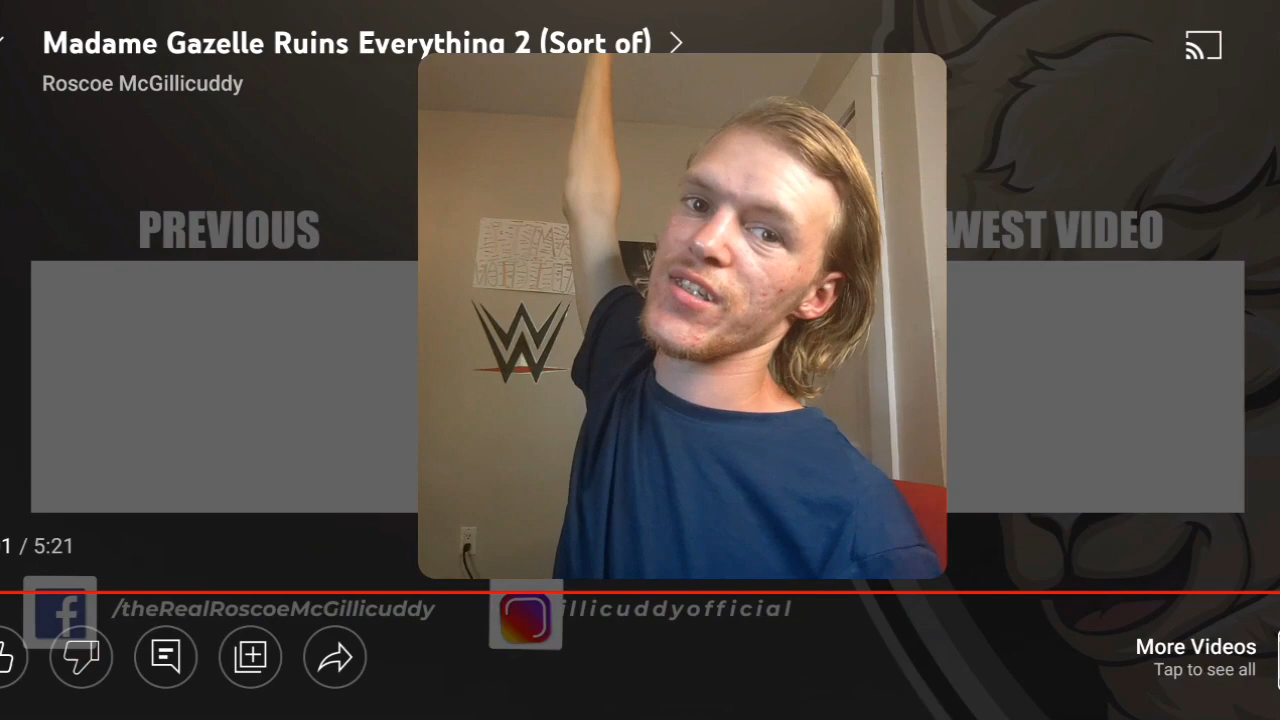 Madame Gazelle Ruins Everything 2 (Sort of)
Roscoe McGillicuddy
PREVIOUS
WEST VIDEO
1 / 5:21
/theRealRoscoeMcGillicuddy
illicuddyofficial
More Videos
Tap to see all